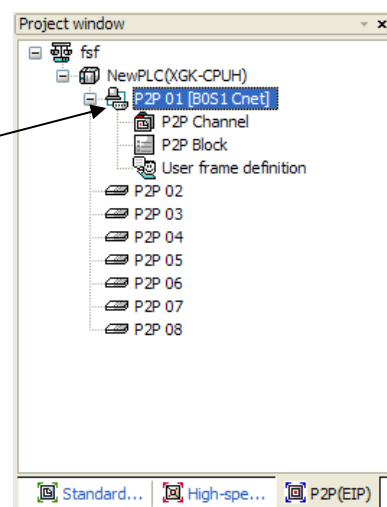 Project window
fsf
NewPLC(XGK-CPUH)
P2P 01 [B0S1 Cnet]
P2P Channel
P2P Block
User frame definition
P2P 02
P2P 03
P2P 04
P2P 05
P2P 06
P2P 07
P2P 08
Standard... High-spe... P2P(EIP)